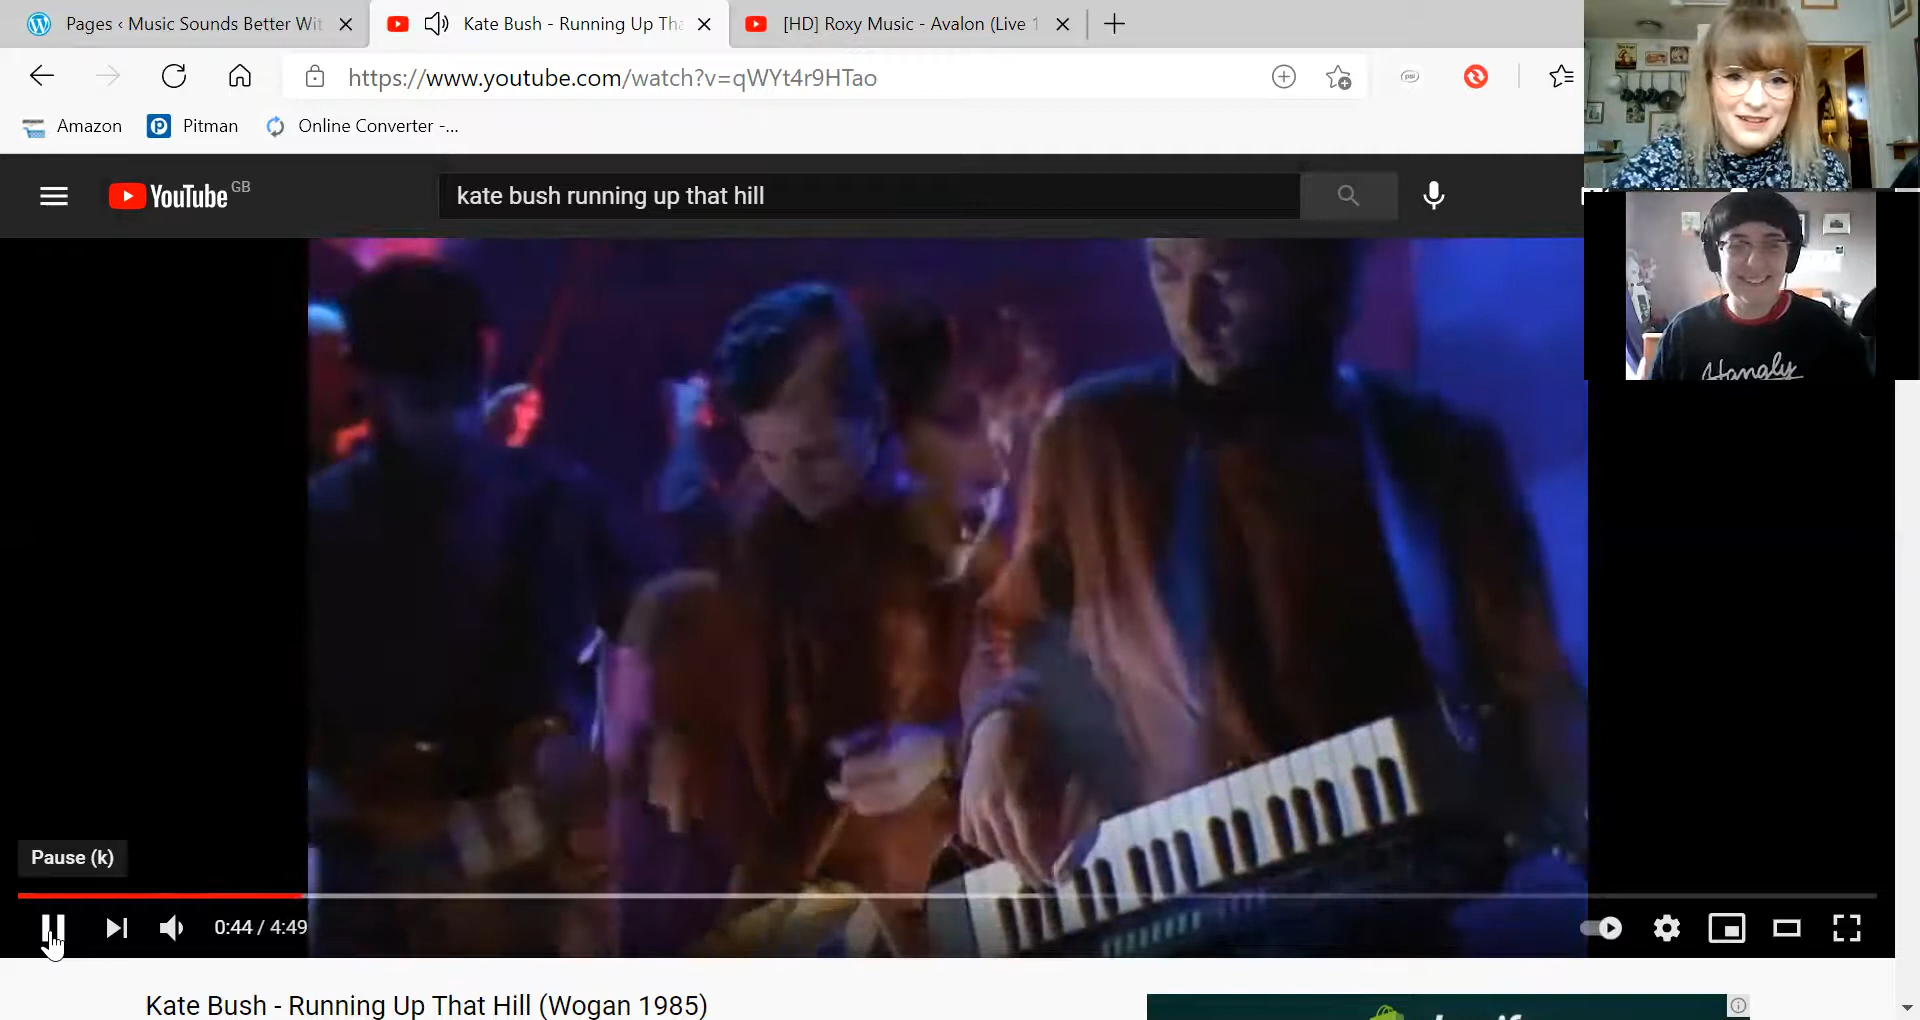 Pages ‹ Music Sounds Better Wit
Kate Bush - Running Up Tha
[HD] Roxy Music - Avalon (Live 1
https://www.youtube.com/watch?v=qWYt4r9HTao
Amazon
Pitman
Online Converter -...
YouTube GB
kate bush running up that hill
Hangly
Pause (k)
0:44 / 4:49
Kate Bush - Running Up That Hill (Wogan 1985)